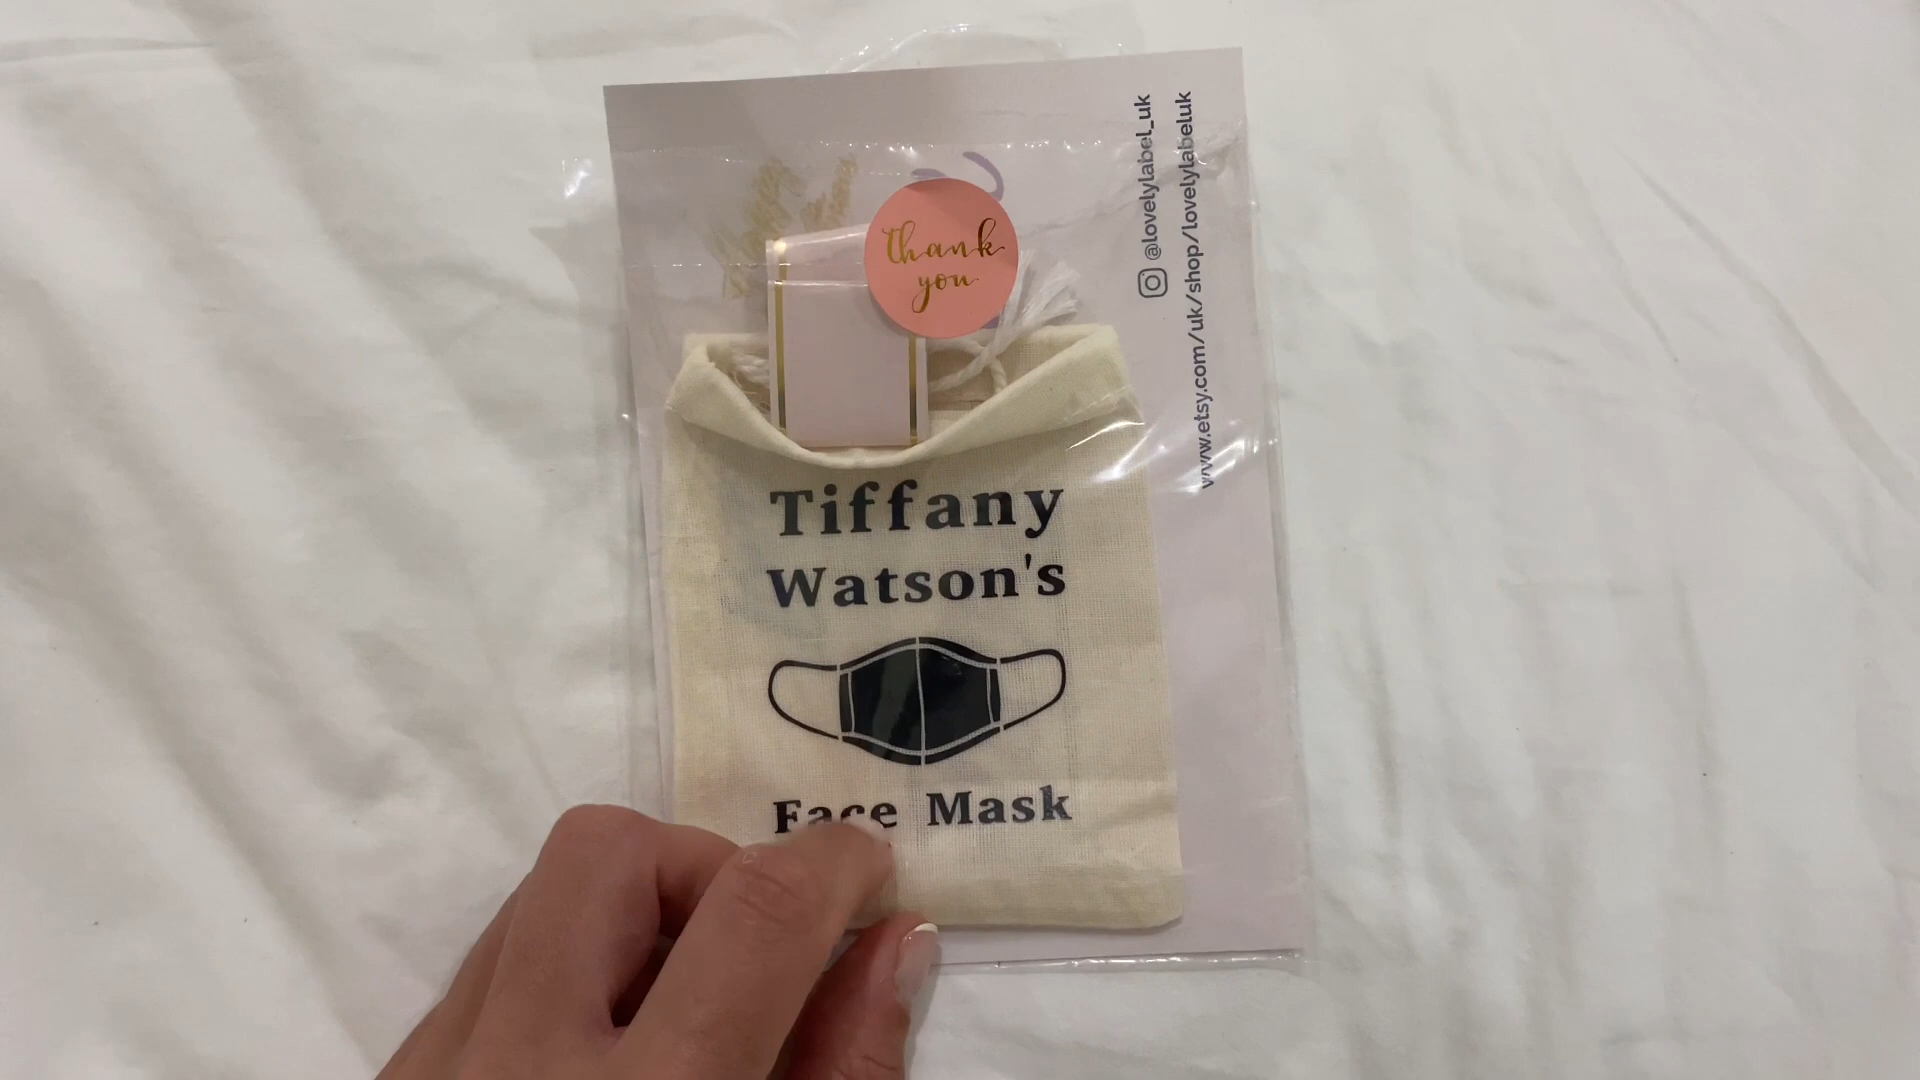 @lovelylabel_uk
www.etsy.com/uk/shop/lovelylabeluk
thank
you
Tiffany
Watson's
Face Mask